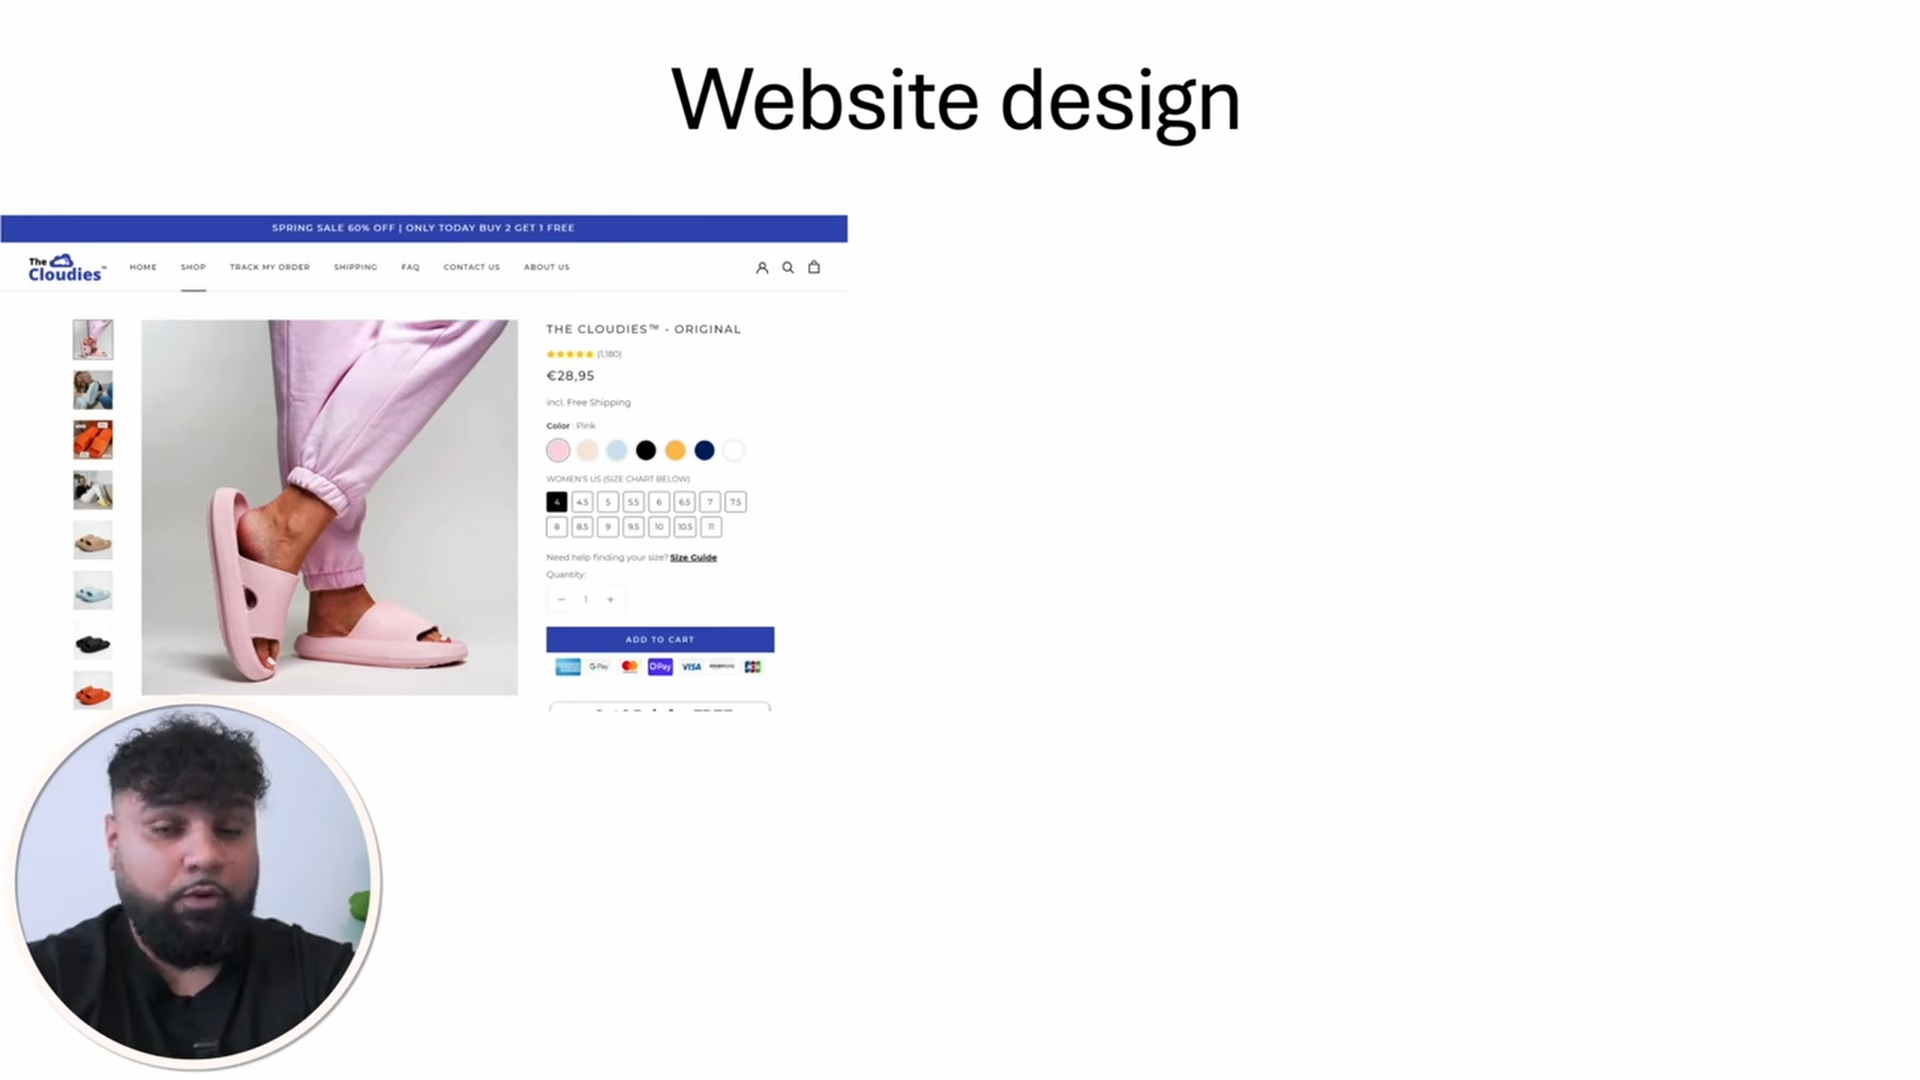 Website design
SPRING SALE 60% OFF | ONLY TODAY BUY 2 GET 1 FREE
The Cloudies™
HOME SHOP TRACK MY ORDER SHIPPING FAQ CONTACT US ABOUT US
THE CLOUDIES™ - ORIGINAL
(1,180)
€28,95
incl. Free Shipping
Color : Pink
WOMEN'S US (SIZE CHART BELOW)
4 4.5 5 5.5 6 6.5 7 7.5
8 8.5 9 9.5 10 10.5 11
Need help finding your size? Size Guide
Quantity:
− 1 +
ADD TO CART
G Pay Pay VISA